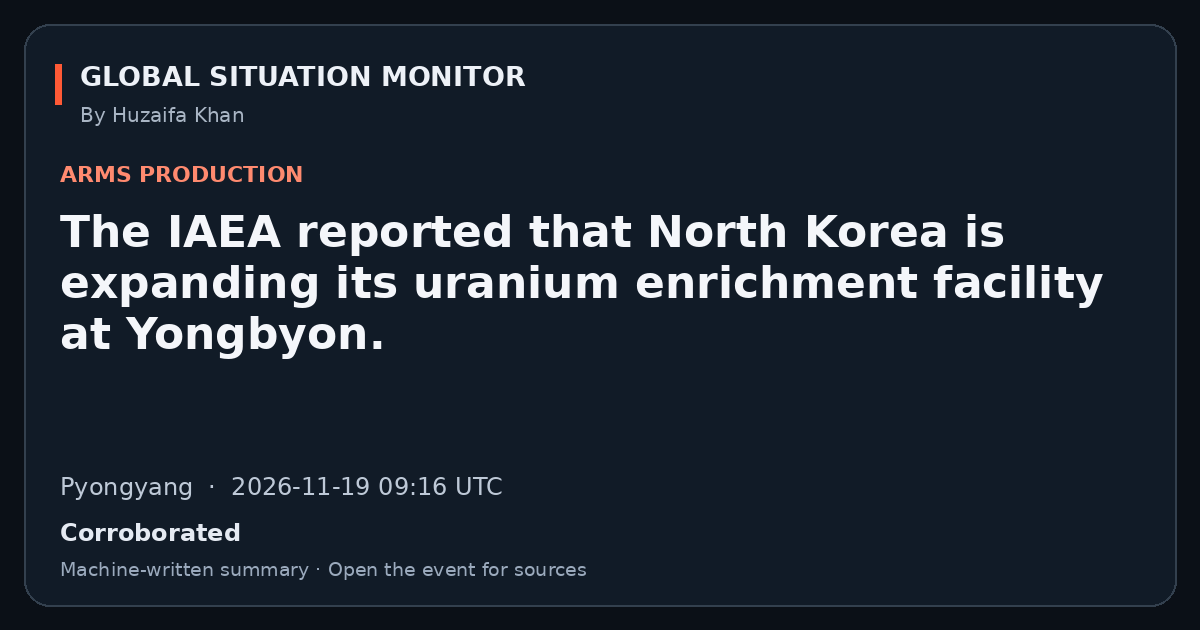 GLOBAL SITUATION MONITOR
By Huzaifa Khan
ARMS PRODUCTION
The IAEA reported that North Korea is
expanding its uranium enrichment facility
at Yongbyon.
Pyongyang · 2026-11-19 09:16 UTC
Corroborated
Machine-written summary · Open the event for sources